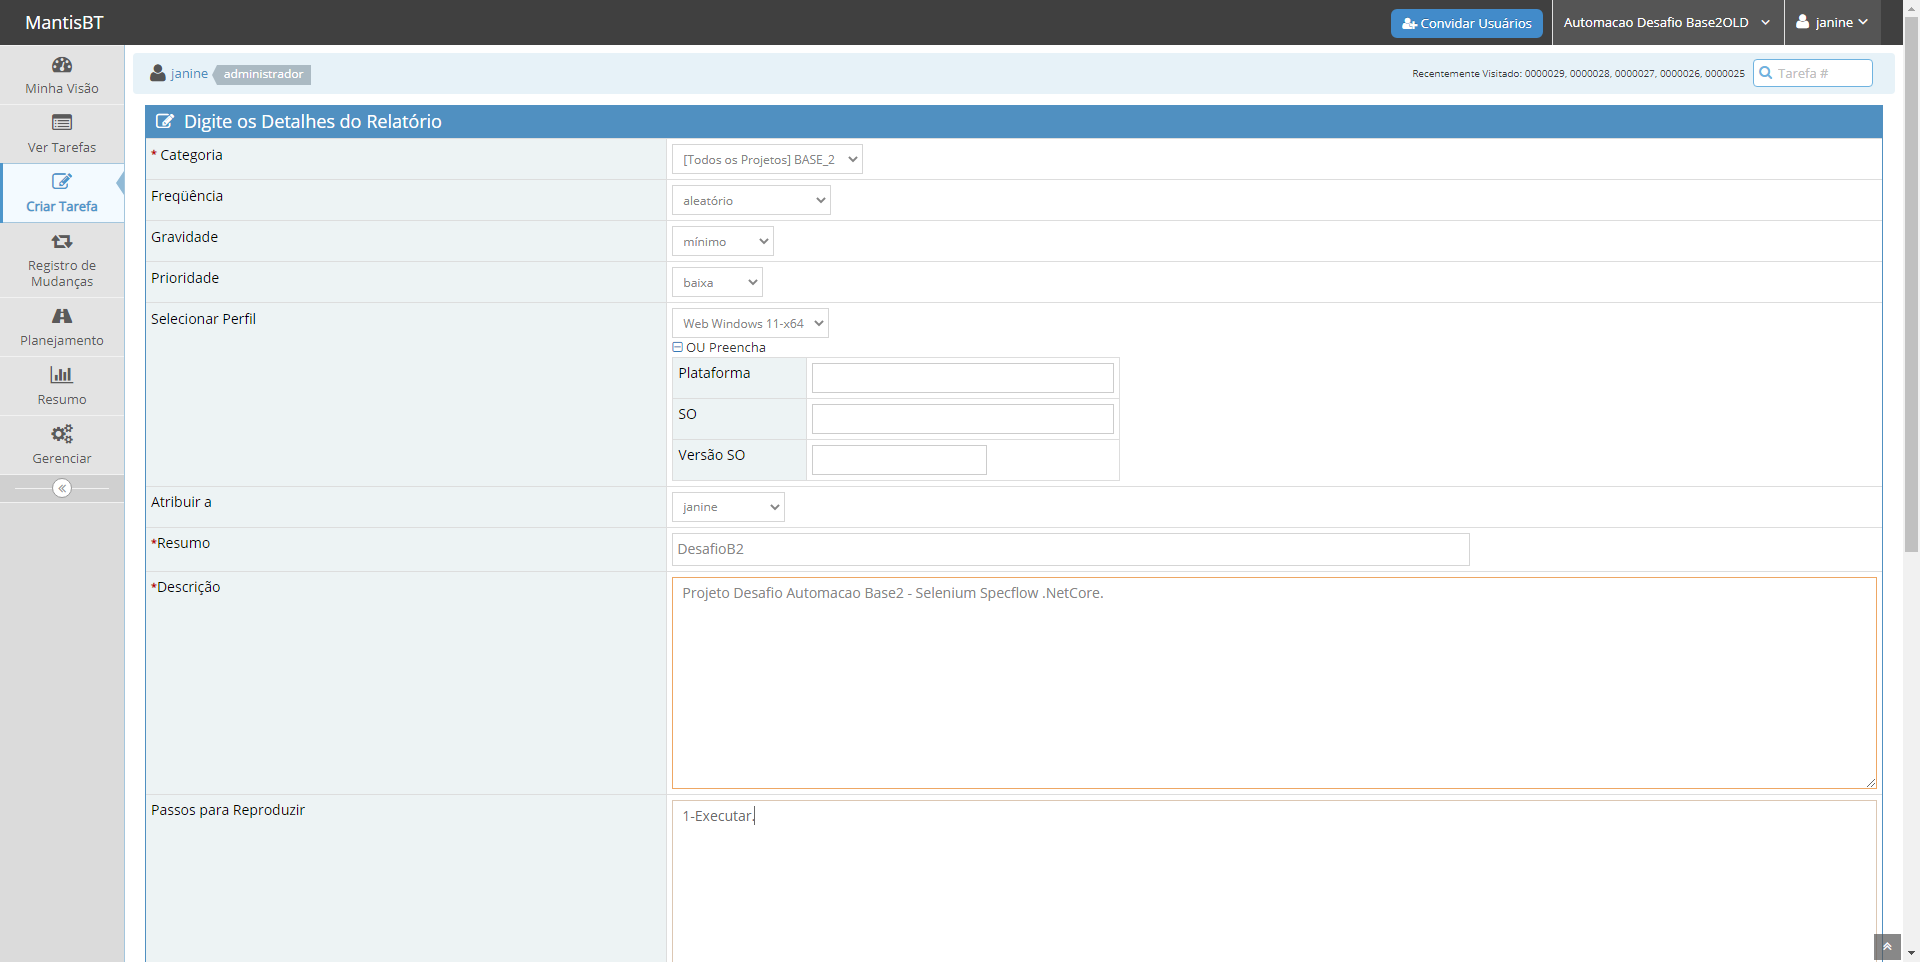 MantisBT
Convidar Usuários
Automacao Desafio Base2OLD
janine
janine
administrador
Recentemente Visitado: 0000029, 0000028, 0000027, 0000026, 0000025
Tarefa #
Minha Visão
Ver Tarefas
Criar Tarefa
Registro de
Mudanças
Planejamento
Resumo
Gerenciar
Digite os Detalhes do Relatório
* Categoria
[Todos os Projetos] BASE_2
Freqüência
aleatório
Gravidade
mínimo
Prioridade
baixa
Selecionar Perfil
Web Windows 11-x64
OU Preencha
Plataforma
SO
Versão SO
Atribuir a
janine
*Resumo
DesafioB2
*Descrição
Projeto Desafio Automacao Base2 - Selenium Specflow .NetCore.
Passos para Reproduzir
1-Executar.